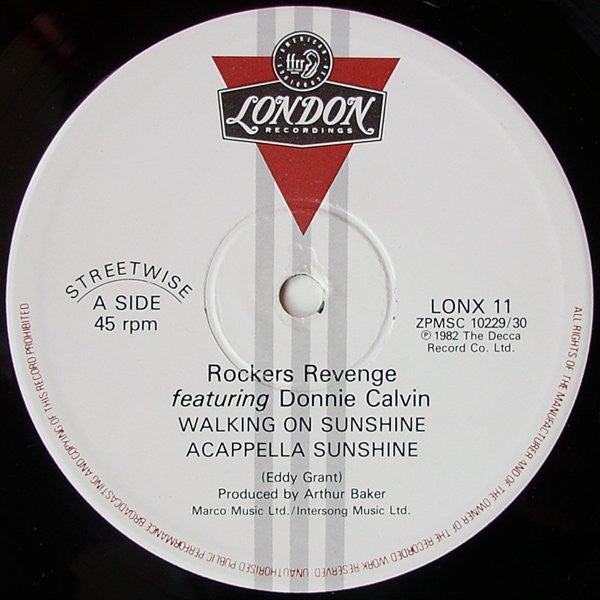 AMERICAN
ffrr
LONDON
RECORDINGS
STREETWISE
A SIDE
45 rpm
LONX 11
ZPMSC 10229/30
℗ 1982 The Decca
Record Co. Ltd.
Rockers Revenge
featuring Donnie Calvin
WALKING ON SUNSHINE
ACAPPELLA SUNSHINE
(Eddy Grant)
Produced by Arthur Baker
Marco Music Ltd./Intersong Music Ltd.
ALL RIGHTS OF THE MANUFACTURER AND OF THE OWNER OF THE RECORDED WORK RESERVED UNAUTHORISED PUBLIC PERFORMANCE BROADCASTING AND COPYING OF THIS RECORD PROHIBITED